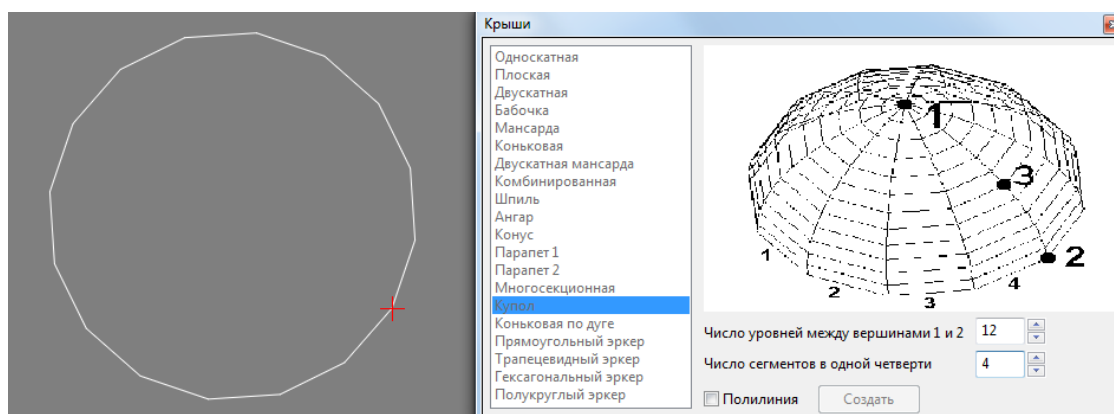 Крыши
Односкатная
Плоская
Двускатная
Бабочка
Мансарда
Коньковая
Двускатная мансарда
Комбинированная
Шпиль
Ангар
Конус
Парапет 1
Парапет 2
Многосекционная
Купол
Коньковая по дуге
Прямоугольный эркер
Трапецевидный эркер
Гексагональный эркер
Полукруглый эркер
1
3
2
1
2
3
4
Число уровней между вершинами 1 и 2 12
Число сегментов в одной четверти 4
Полилиния Создать